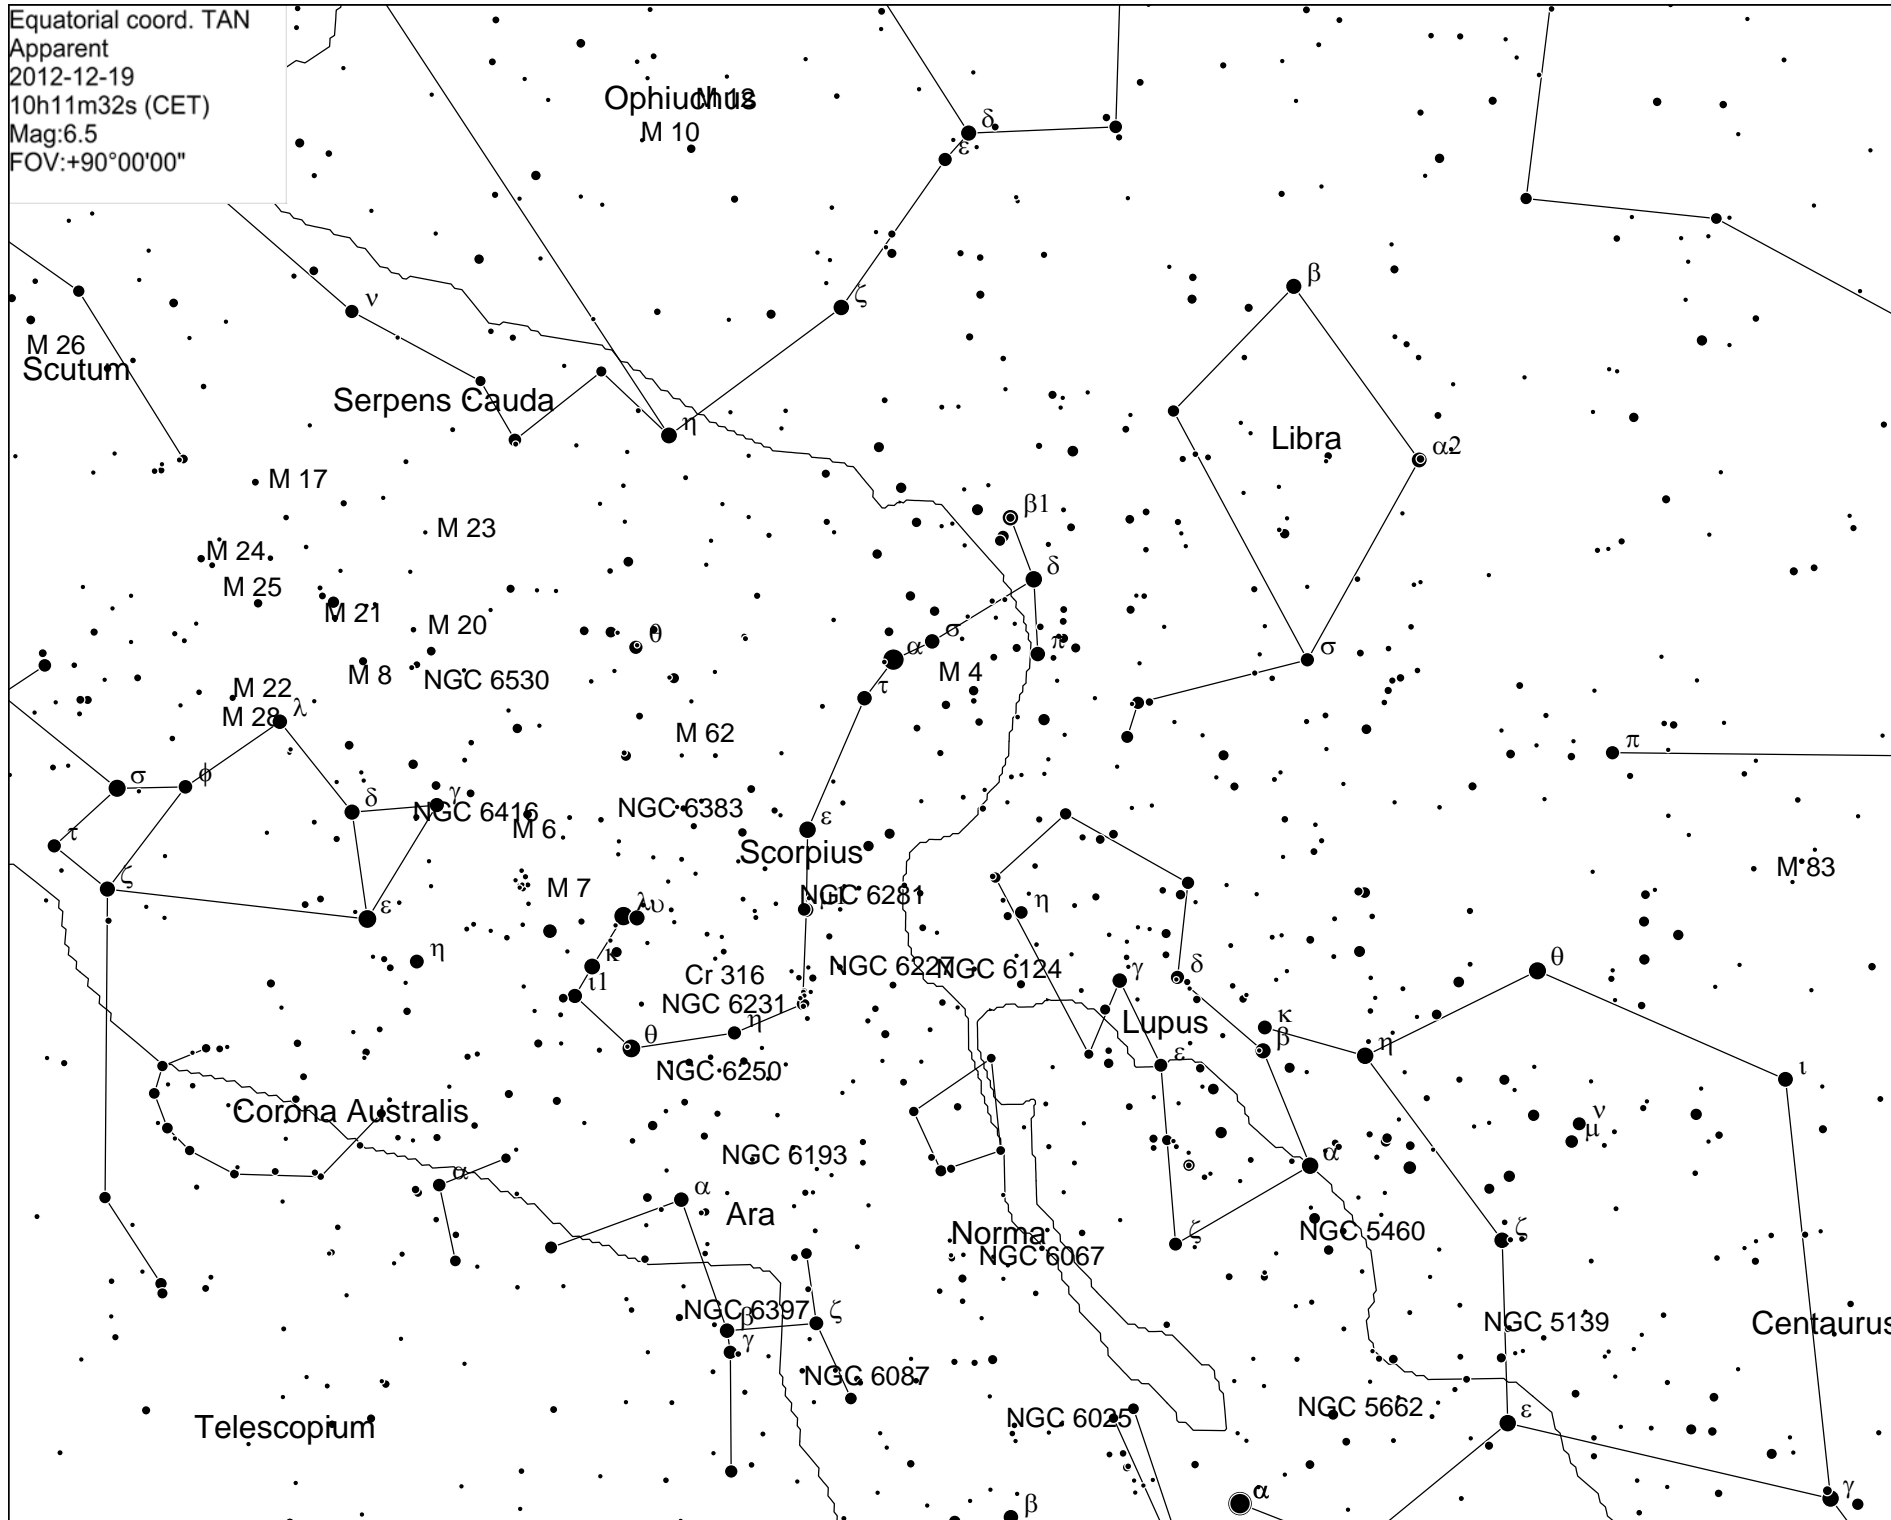 Equatorial coord. TAN
Apparent
2012-12-19
10h11m32s (CET)
Mag:6.5
FOV:+90°00'00"
Ophiuchus M 12
M 10
δ
ε
β
ν
ζ
M 26
Scutum
Serpens Cauda
η
Libra
α2
M 17
M 23
β1
M 24
M 25
δ
M 21
M 20
θ
α
σ
π
σ
M 8
NGC 6530
M 4
τ
M 22
M 28
λ
M 62
π
σ
φ
δ
γ
NGC 6416
M 6
NGC 6383
ε
τ
Scorpius
M 83
ζ
M 7
NGC 6281
μ1
η
ε
λ
υ
η
κ
ι1
Cr 316
NGC 6227
NGC 6124
γ
δ
θ
NGC 6231
Lupus
κ
β
θ
η
ε
η
ι
NGC 6250
Corona Australis
ν
μ
NGC 6193
α
α
α
Ara
Norma
NGC 6067
ζ
NGC 5460
ζ
NGC 6397
β
ζ
γ
NGC 5139
Centaurus
NGC 6087
Telescopium
NGC 6025
NGC 5662
ε
β
α
γ